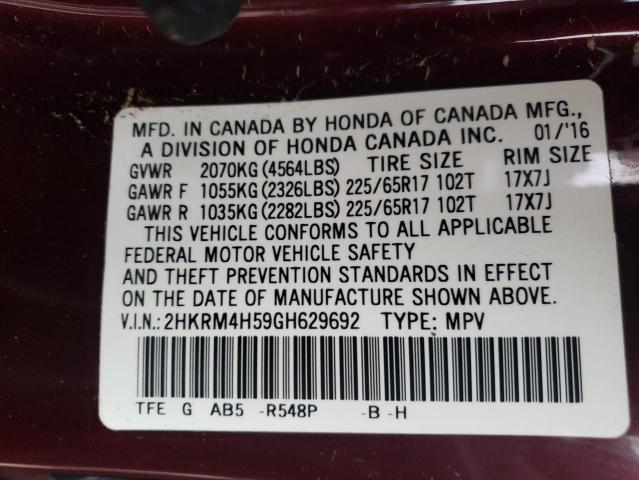 MFD. IN CANADA BY HONDA OF CANADA MFG.,
A DIVISION OF HONDA CANADA INC. 01/'16
GVWR 2070KG(4564LBS) TIRE SIZE RIM SIZE
GAWR F 1055KG(2326LBS) 225/65R17 102T 17X7J
GAWR R 1035KG(2282LBS) 225/65R17 102T 17X7J
THIS VEHICLE CONFORMS TO ALL APPLICABLE
FEDERAL MOTOR VEHICLE SAFETY
AND THEFT PREVENTION STANDARDS IN EFFECT
ON THE DATE OF MANUFACTURE SHOWN ABOVE.
V.I.N.:2HKRM4H59GH629692 TYPE: MPV
TFE G AB5 -R548P -B -H